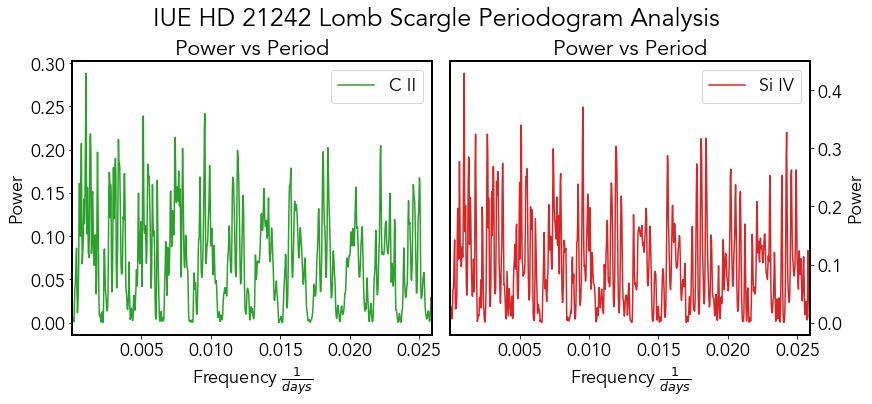 IUE HD 21242 Lomb Scargle Periodogram Analysis
Power vs Period
Power vs Period
C II
Si IV
0.30
0.25
0.20
0.15
0.10
0.05
0.00
Power
0.4
0.3
0.2
0.1
0.0
Power
0.005 0.010 0.015 0.020 0.025
0.005 0.010 0.015 0.020 0.025
Frequency 1/days
Frequency 1/days